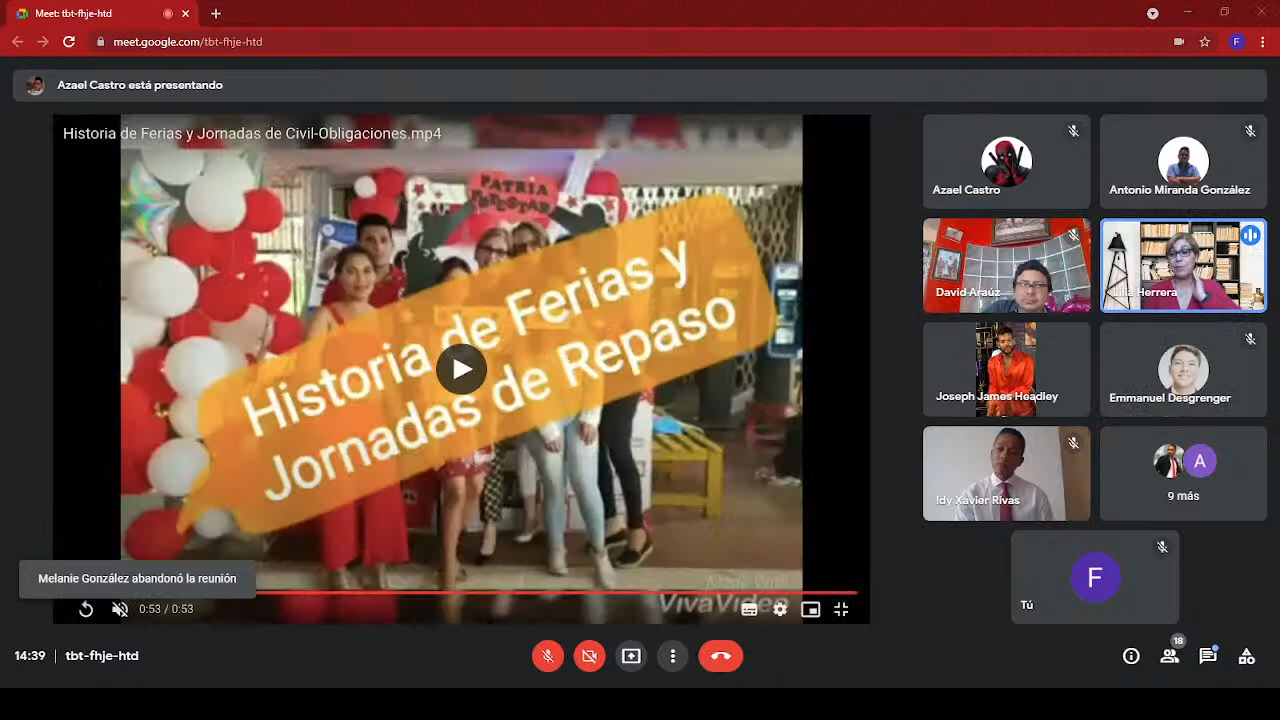 Meet: tbt-fhje-htd
meet.google.com/tbt-fhje-htd
F
Azael Castro está presentando
Historia de Ferias y Jornadas de Civil-Obligaciones.mp4
PATRIA
Historia de Ferias y
Jornadas de Repaso
Made With
VivaVideo
0:53 / 0:53
Melanie González abandonó la reunión
Azael Castro
Antonio Miranda González
David Araúz
Herrera
Joseph James Headley
Emmanuel Desgrenger
Idy Xavier Rivas
A
9 más
F
Tú
14:39
tbt-fhje-htd
18